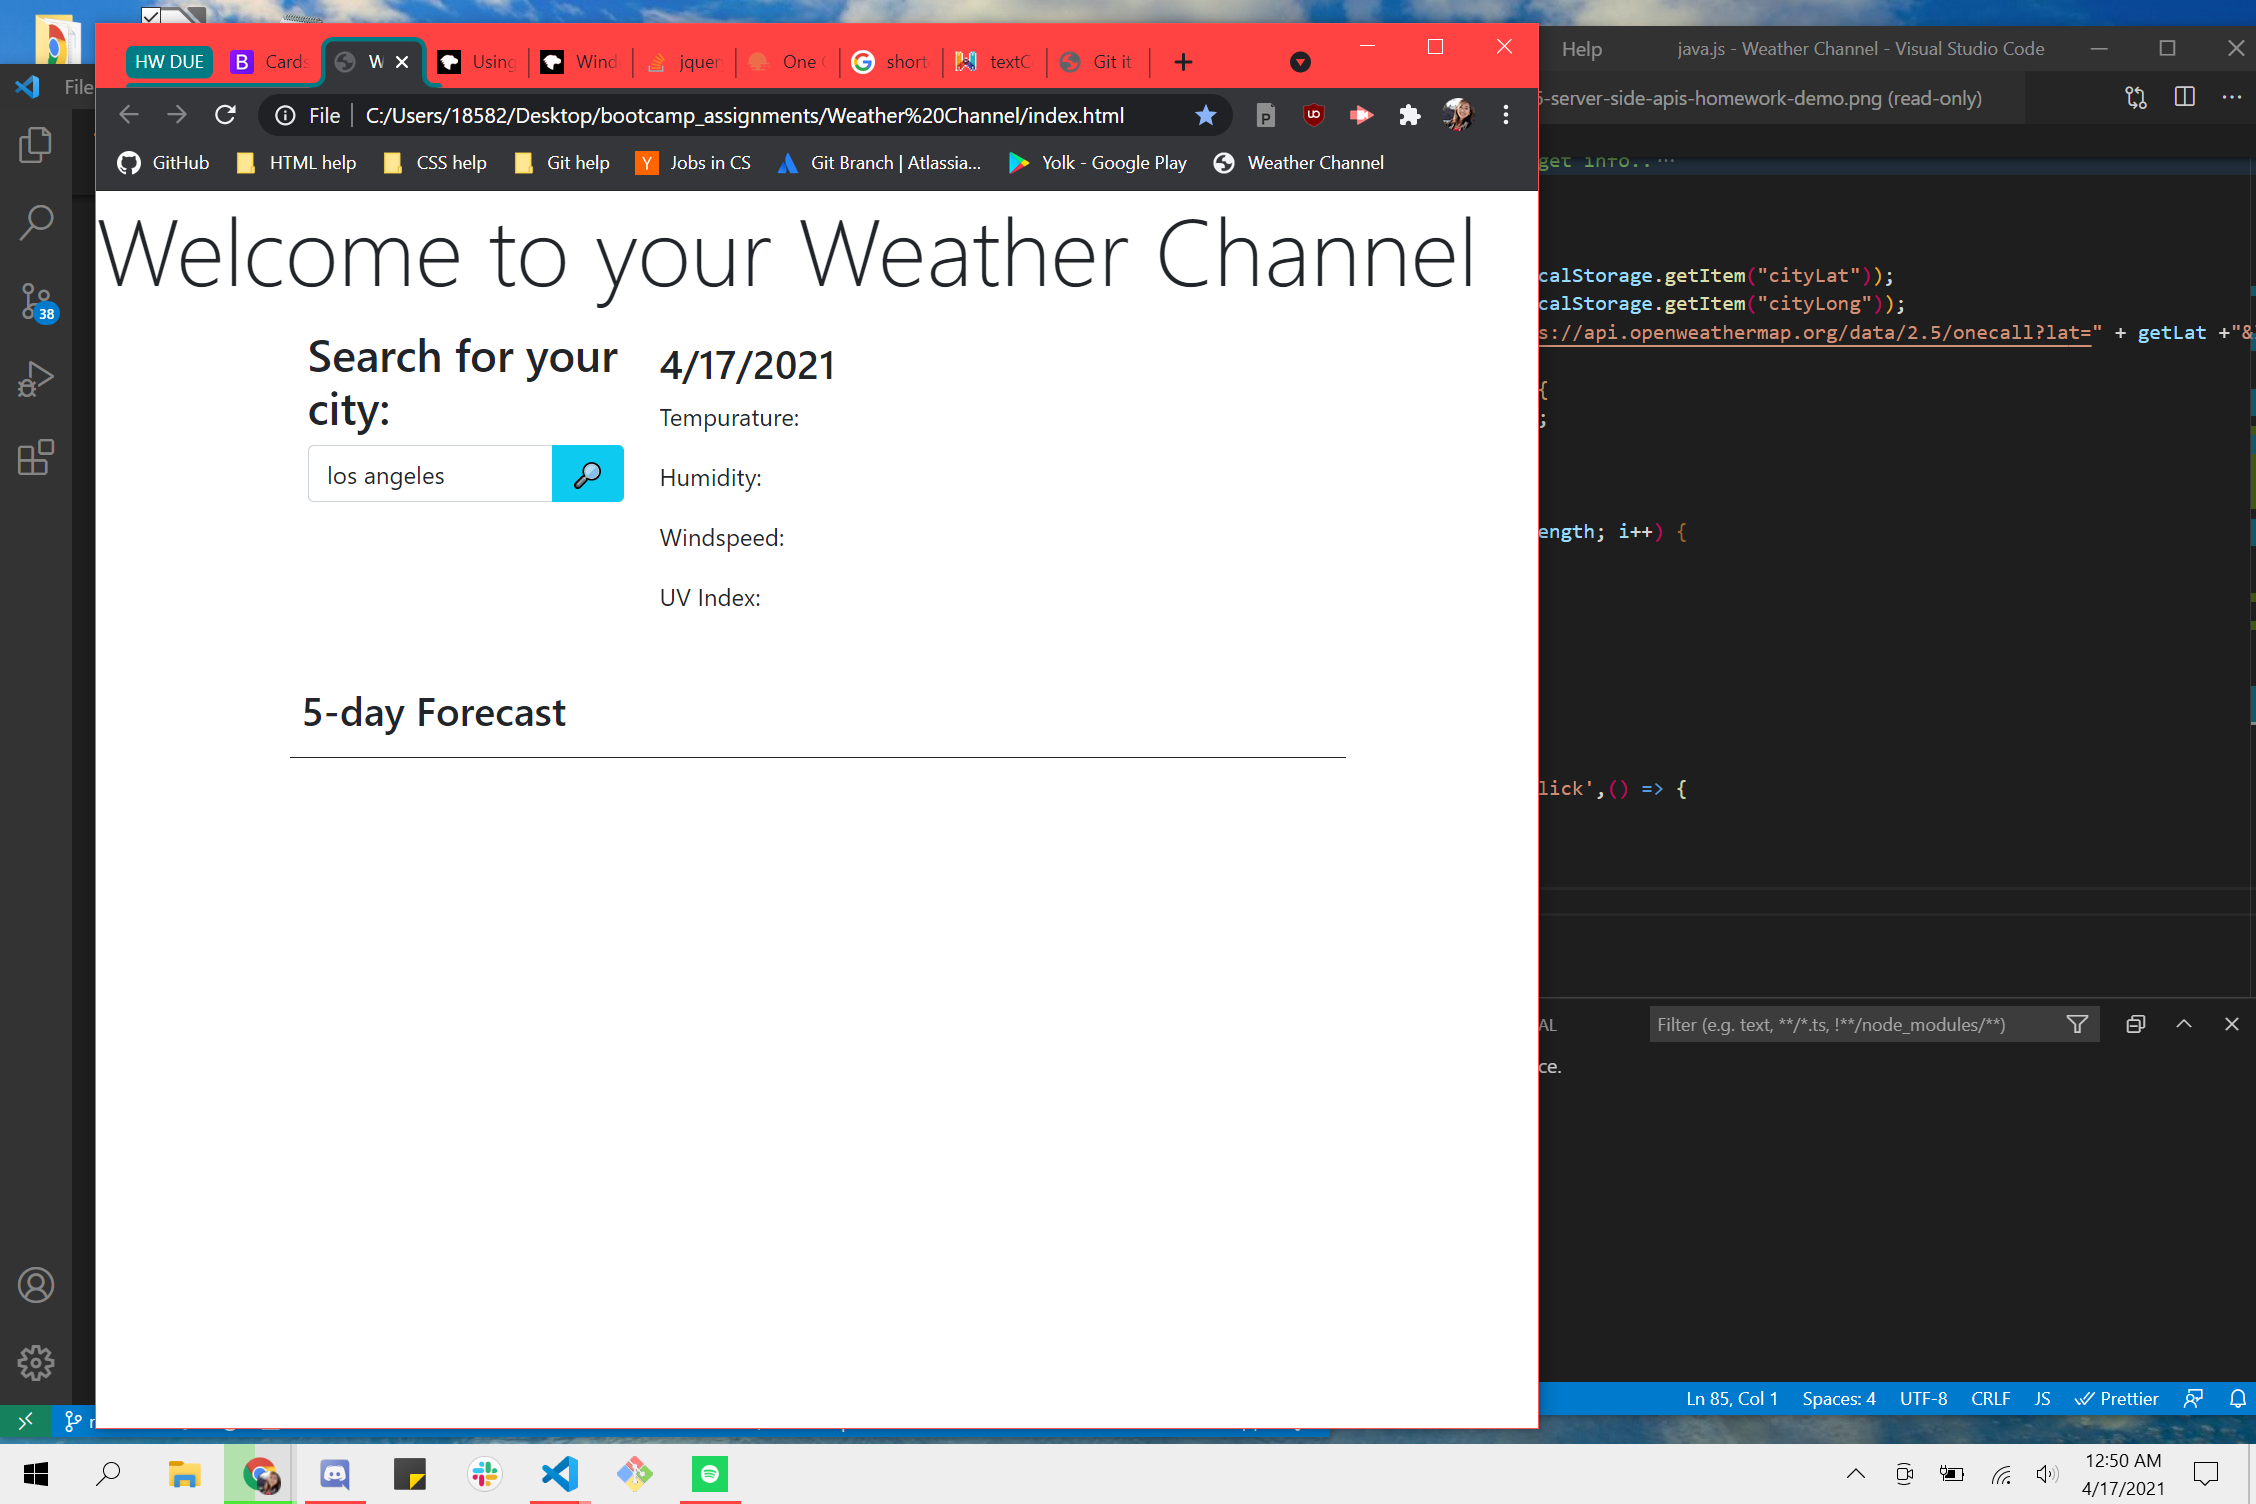 HW DUE
Cards
W
Using
Wind
jquer
One
short
textC
Git it
File
Help
java.js - Weather Channel - Visual Studio Code
File
C:/Users/18582/Desktop/bootcamp_assignments/Weather%20Channel/index.html
-server-side-apis-homework-demo.png (read-only)
GitHub
HTML help
CSS help
Git help
Jobs in CS
Git Branch | Atlassia...
Yolk - Google Play
Weather Channel
get info..
Welcome to your Weather Channel
Search for your
city:
los angeles
4/17/2021
Tempurature:
Humidity:
Windspeed:
UV Index:
5-day Forecast
calStorage.getItem("cityLat"));
calStorage.getItem("cityLong"));
s://api.openweathermap.org/data/2.5/onecall?lat=" + getLat +"&
{
;
ength; i++) {
lick',() => {
38
AL
Filter (e.g. text, **/*.ts, !**/node_modules/**)
ce.
Ln 85, Col 1
Spaces: 4
UTF-8
CRLF
JS
Prettier
12:50 AM
4/17/2021